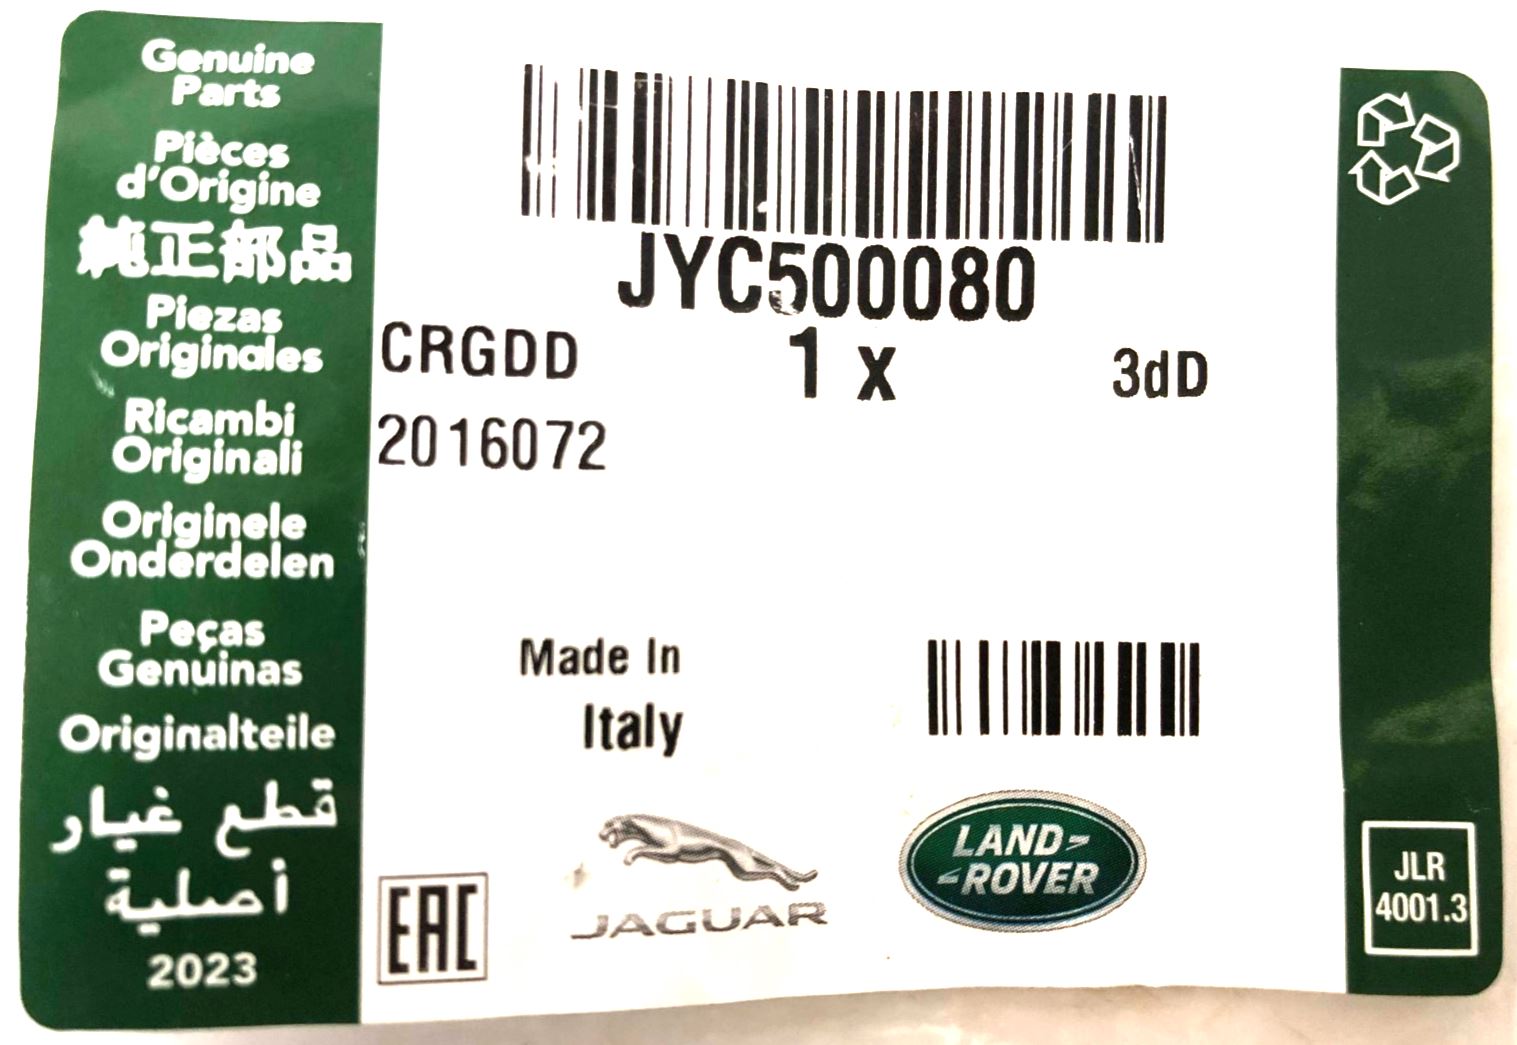 Genuine
Parts
Pièces
d'Origine
純正部品
Piezas
Originales
Ricambi
Originali
Originele
Onderdelen
Peças
Genuinas
Originalteile
قطع غيار
أصلية
2023
JYC500080
CRGDD
1 x
3dD
2016072
Made In
Italy
EAC
JAGUAR
LAND-
-ROVER
JLR
4001.3